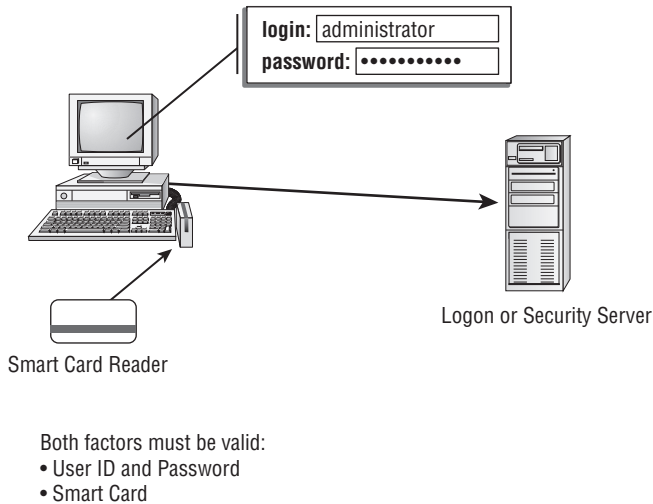 login: administrator
password: •••••••••••
Logon or Security Server
Smart Card Reader
Both factors must be valid:
• User ID and Password
• Smart Card